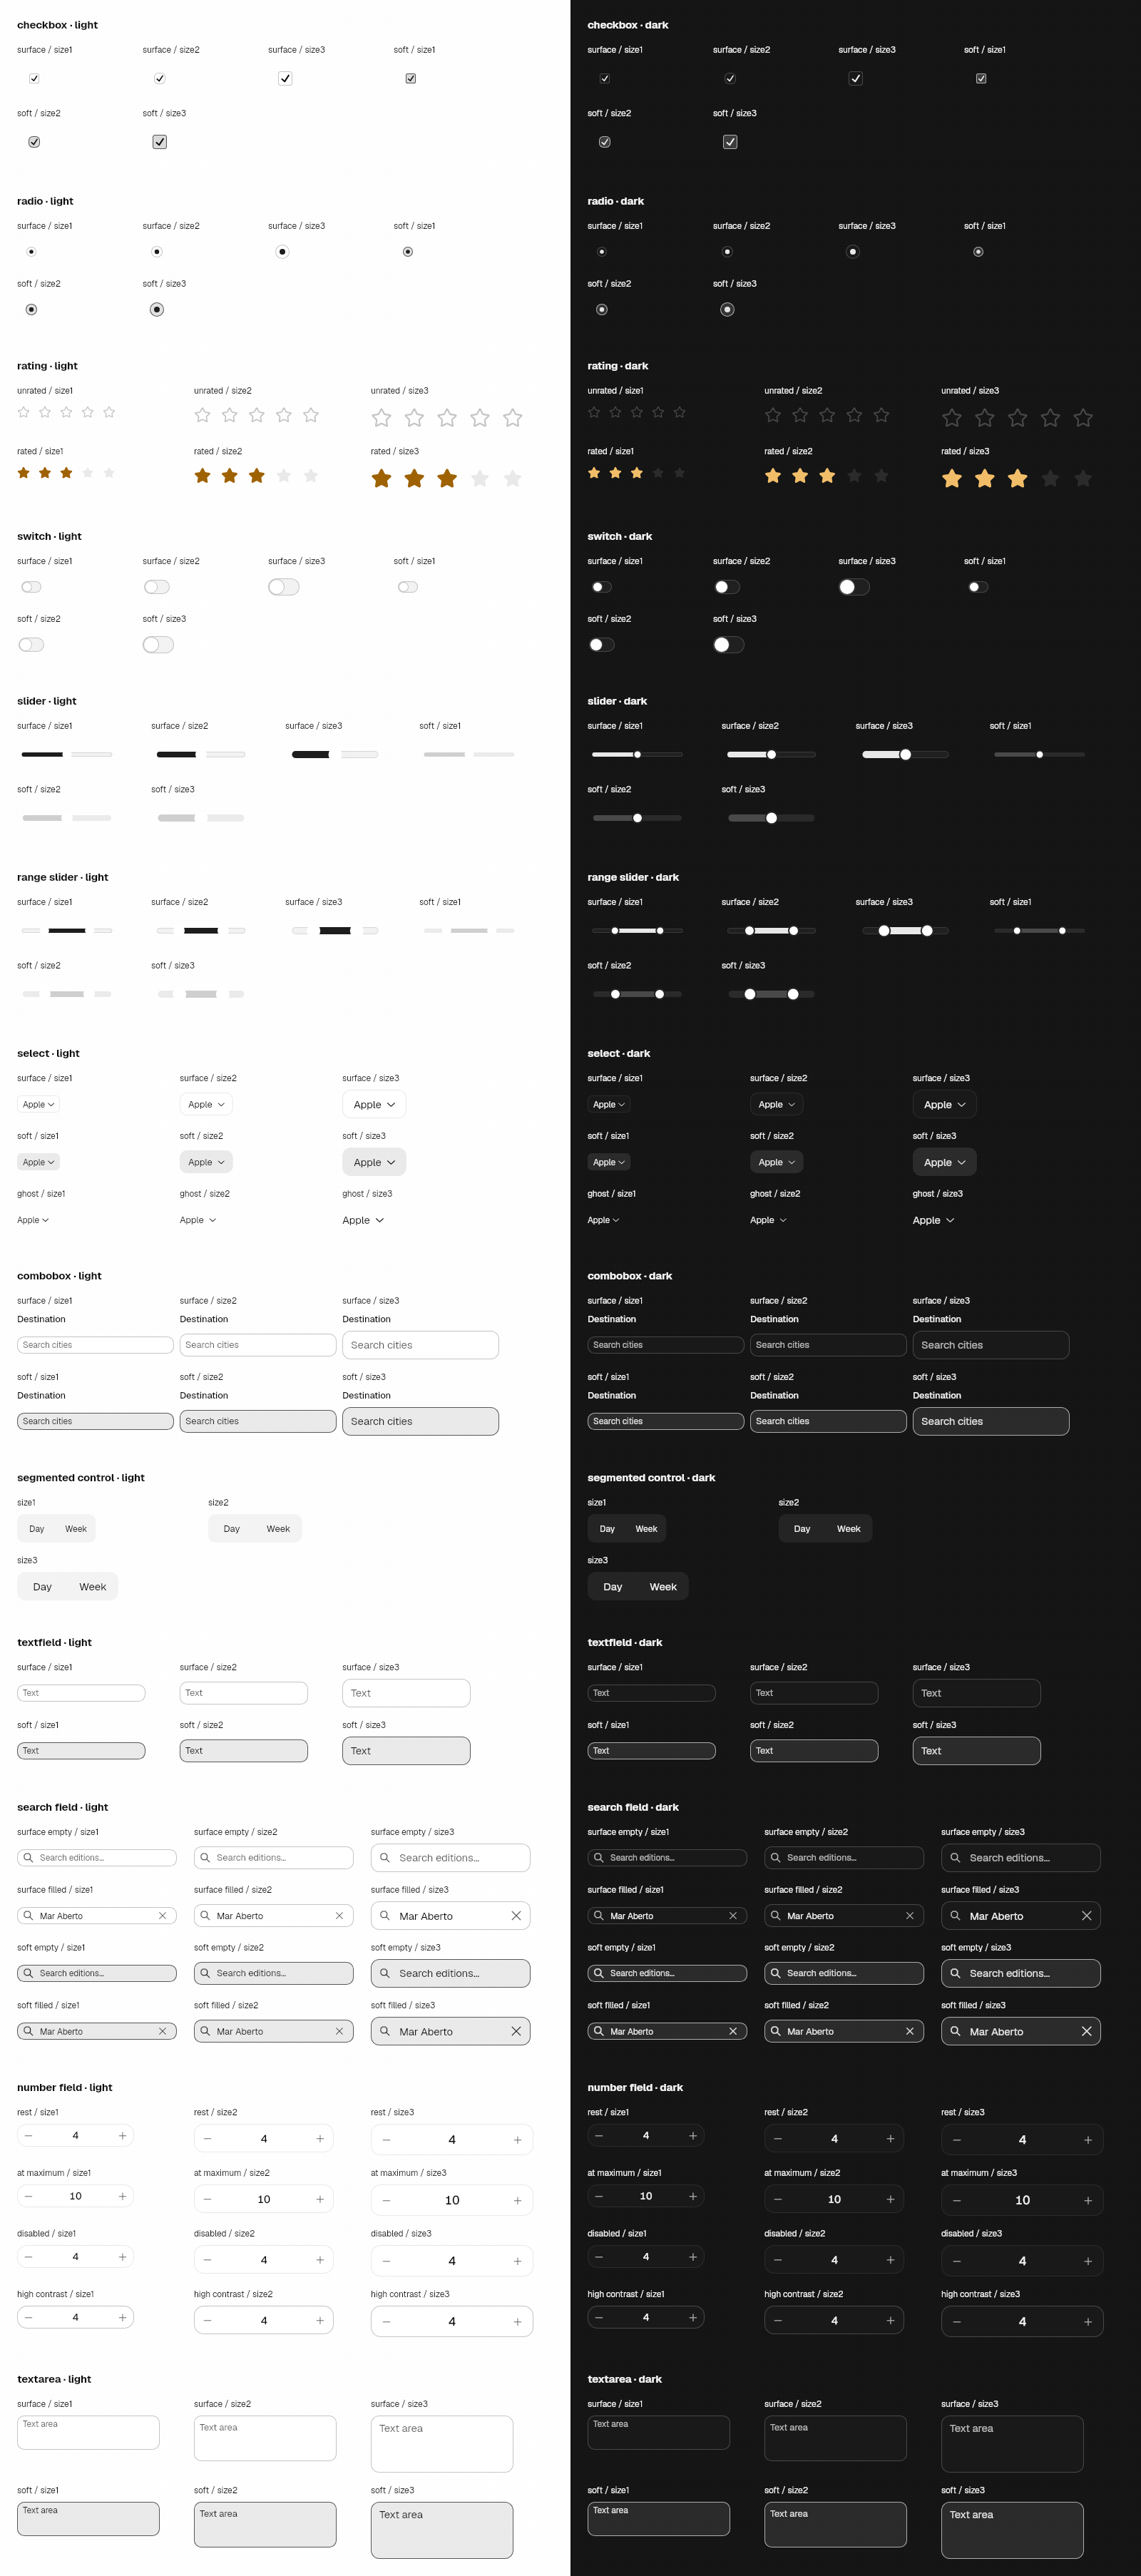 checkbox · light
surface / size1 surface / size2 surface / size3 soft / size1
soft / size2 soft / size3
radio · light
surface / size1 surface / size2 surface / size3 soft / size1
soft / size2 soft / size3
rating · light
unrated / size1 unrated / size2 unrated / size3
rated / size1 rated / size2 rated / size3
switch · light
surface / size1 surface / size2 surface / size3 soft / size1
soft / size2 soft / size3
slider · light
surface / size1 surface / size2 surface / size3 soft / size1
soft / size2 soft / size3
range slider · light
surface / size1 surface / size2 surface / size3 soft / size1
soft / size2 soft / size3
select · light
surface / size1 surface / size2 surface / size3
Apple Apple Apple
soft / size1 soft / size2 soft / size3
Apple Apple Apple
ghost / size1 ghost / size2 ghost / size3
Apple Apple Apple
combobox · light
surface / size1 surface / size2 surface / size3
Destination Destination Destination
Search cities Search cities Search cities
soft / size1 soft / size2 soft / size3
Destination Destination Destination
Search cities Search cities Search cities
segmented control · light
size1 size2
Day Week Day Week
size3
Day Week
textfield · light
surface / size1 surface / size2 surface / size3
Text Text Text
soft / size1 soft / size2 soft / size3
Text Text Text
search field · light
surface empty / size1 surface empty / size2 surface empty / size3
Search editions... Search editions... Search editions...
surface filled / size1 surface filled / size2 surface filled / size3
Mar Aberto Mar Aberto Mar Aberto
soft empty / size1 soft empty / size2 soft empty / size3
Search editions... Search editions... Search editions...
soft filled / size1 soft filled / size2 soft filled / size3
Mar Aberto Mar Aberto Mar Aberto
number field · light
rest / size1 rest / size2 rest / size3
4 4 4
at maximum / size1 at maximum / size2 at maximum / size3
10 10 10
disabled / size1 disabled / size2 disabled / size3
4 4 4
high contrast / size1 high contrast / size2 high contrast / size3
4 4 4
textarea · light
surface / size1 surface / size2 surface / size3
Text area Text area Text area
soft / size1 soft / size2 soft / size3
Text area Text area Text area
checkbox · dark
surface / size1 surface / size2 surface / size3 soft / size1
soft / size2 soft / size3
radio · dark
surface / size1 surface / size2 surface / size3 soft / size1
soft / size2 soft / size3
rating · dark
unrated / size1 unrated / size2 unrated / size3
rated / size1 rated / size2 rated / size3
switch · dark
surface / size1 surface / size2 surface / size3 soft / size1
soft / size2 soft / size3
slider · dark
surface / size1 surface / size2 surface / size3 soft / size1
soft / size2 soft / size3
range slider · dark
surface / size1 surface / size2 surface / size3 soft / size1
soft / size2 soft / size3
select · dark
surface / size1 surface / size2 surface / size3
Apple Apple Apple
soft / size1 soft / size2 soft / size3
Apple Apple Apple
ghost / size1 ghost / size2 ghost / size3
Apple Apple Apple
combobox · dark
surface / size1 surface / size2 surface / size3
Destination Destination Destination
Search cities Search cities Search cities
soft / size1 soft / size2 soft / size3
Destination Destination Destination
Search cities Search cities Search cities
segmented control · dark
size1 size2
Day Week Day Week
size3
Day Week
textfield · dark
surface / size1 surface / size2 surface / size3
Text Text Text
soft / size1 soft / size2 soft / size3
Text Text Text
search field · dark
surface empty / size1 surface empty / size2 surface empty / size3
Search editions... Search editions... Search editions...
surface filled / size1 surface filled / size2 surface filled / size3
Mar Aberto Mar Aberto Mar Aberto
soft empty / size1 soft empty / size2 soft empty / size3
Search editions... Search editions... Search editions...
soft filled / size1 soft filled / size2 soft filled / size3
Mar Aberto Mar Aberto Mar Aberto
number field · dark
rest / size1 rest / size2 rest / size3
4 4 4
at maximum / size1 at maximum / size2 at maximum / size3
10 10 10
disabled / size1 disabled / size2 disabled / size3
4 4 4
high contrast / size1 high contrast / size2 high contrast / size3
4 4 4
textarea · dark
surface / size1 surface / size2 surface / size3
Text area Text area Text area
soft / size1 soft / size2 soft / size3
Text area Text area Text area